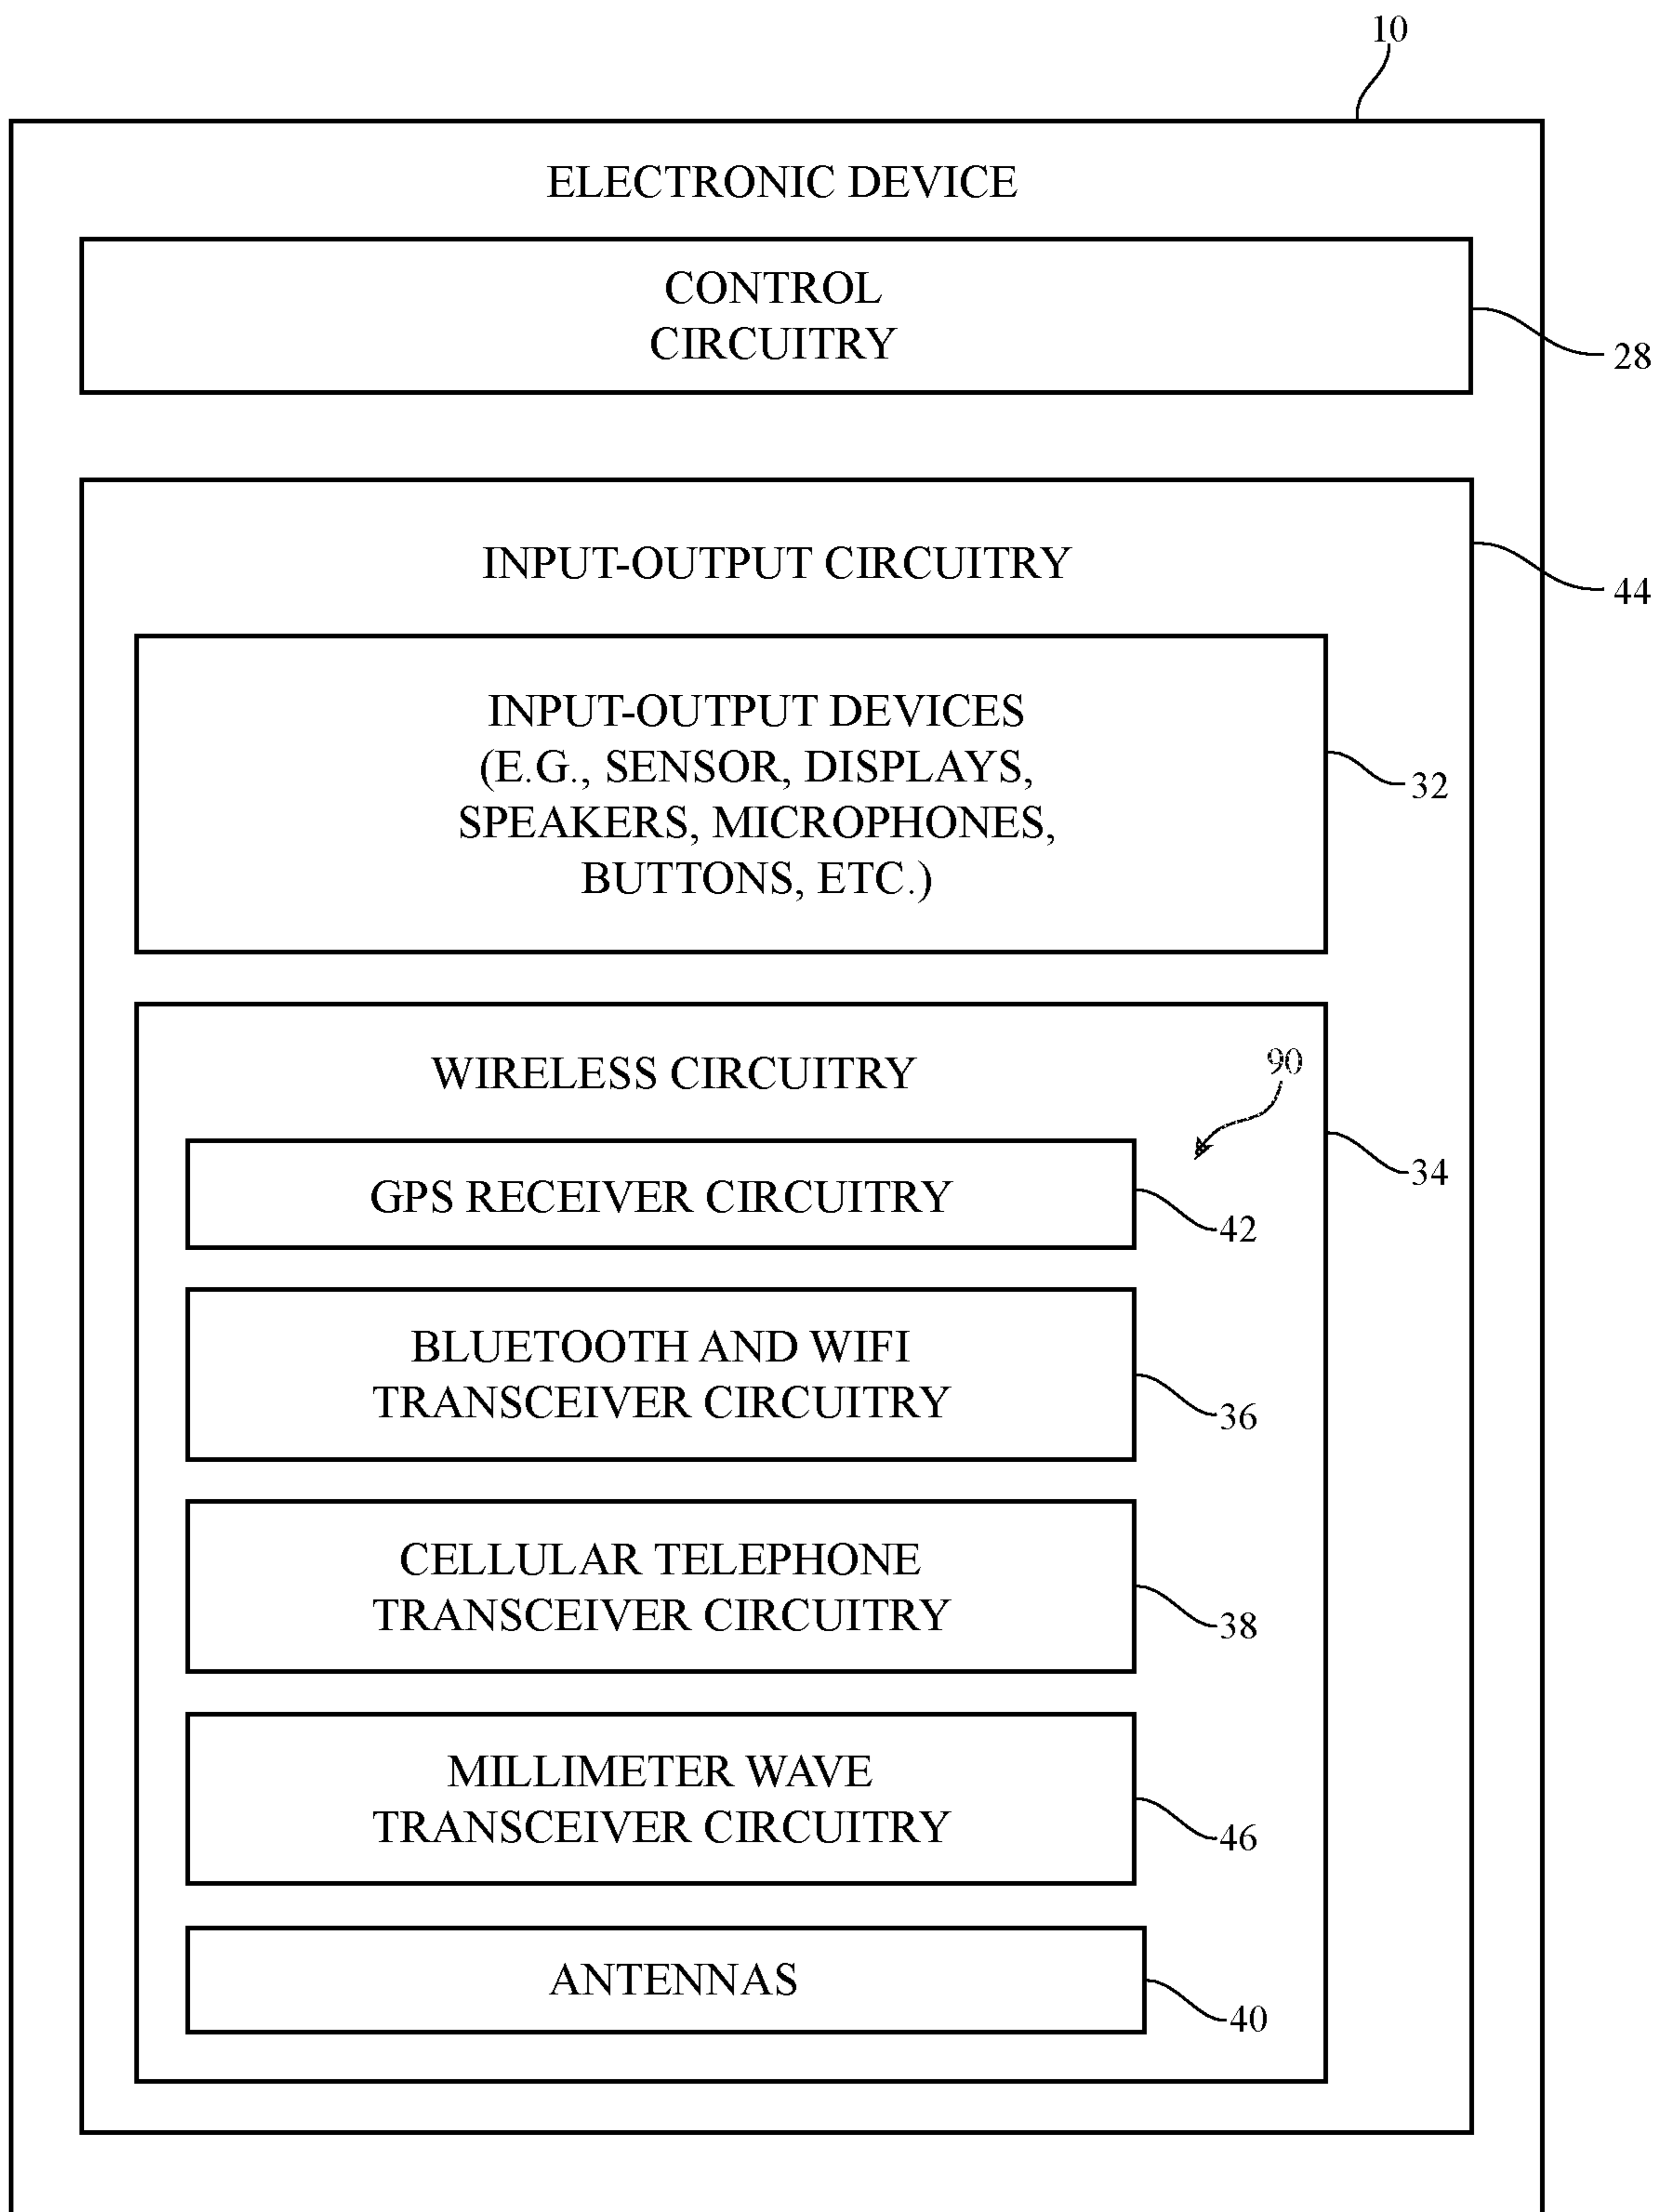 10
ELECTRONIC DEVICE
CONTROL
CIRCUITRY
28
INPUT-OUTPUT CIRCUITRY
44
INPUT-OUTPUT DEVICES
(E.G., SENSOR, DISPLAYS,
SPEAKERS, MICROPHONES,
BUTTONS, ETC.)
32
WIRELESS CIRCUITRY
90
34
GPS RECEIVER CIRCUITRY
42
BLUETOOTH AND WIFI
TRANSCEIVER CIRCUITRY
36
CELLULAR TELEPHONE
TRANSCEIVER CIRCUITRY
38
MILLIMETER WAVE
TRANSCEIVER CIRCUITRY
46
ANTENNAS
40